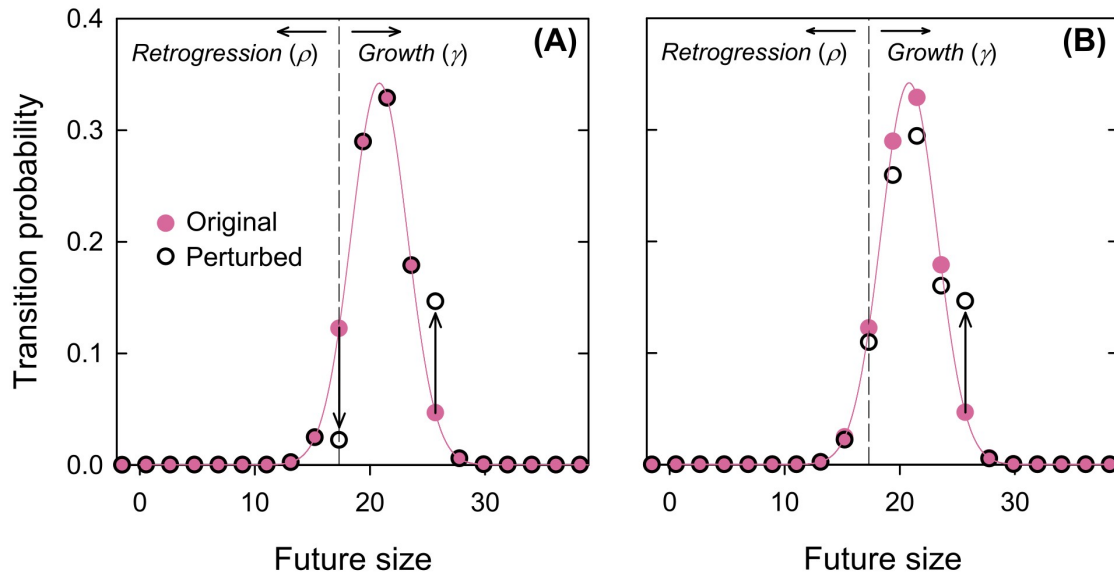 0.4
0.3
0.2
0.1
0.0
Transition probability
Retrogression (ρ)
Growth (γ)
(A)
Original
Perturbed
0
10
20
30
Future size
Retrogression (ρ)
Growth (γ)
(B)
0
10
20
30
Future size